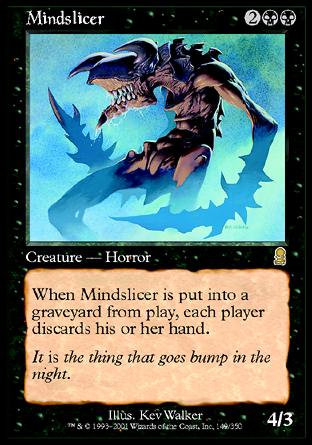 Mindslicer 2
Creature — Horror
When Mindslicer is put into a
graveyard from play, each player
discards his or her hand.
It is the thing that goes bump in the
night.
Illus. Kev Walker
™ & © 1993-2001 Wizards of the Coast, Inc. 149/350
4/3